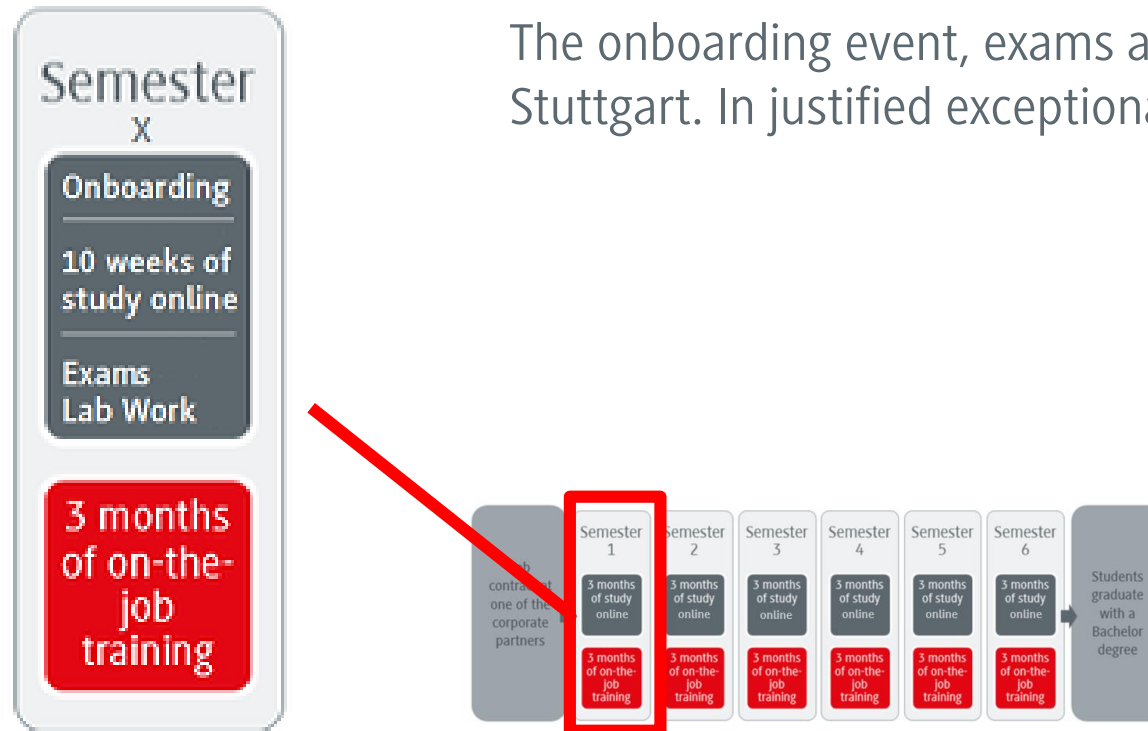 Semester
X
Onboarding
10 weeks of
study online
Exams
Lab Work
3 months
of on-the-
job
training
The onboarding event, exams a
Stuttgart. In justified exception
contract at
one of the
corporate
partners
Semester
1
3 months
of study
online
3 months
of on-the-
job
training
Semester
2
3 months
of study
online
3 months
of on-the-
job
training
Semester
3
3 months
of study
online
3 months
of on-the-
job
training
Semester
4
3 months
of study
online
3 months
of on-the-
job
training
Semester
5
3 months
of study
online
3 months
of on-the-
job
training
Semester
6
3 months
of study
online
3 months
of on-the-
job
training
Students
graduate
with a
Bachelor
degree